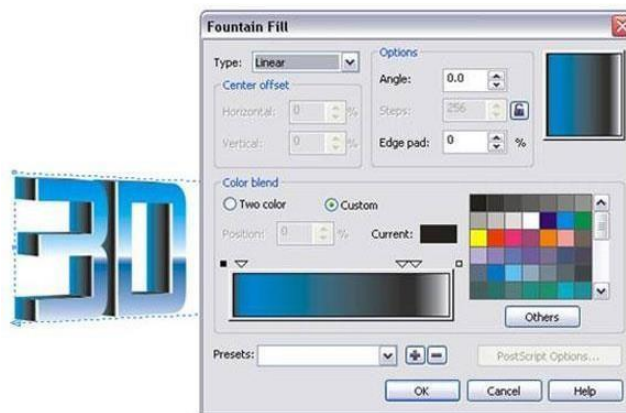 Fountain Fill
Type: Linear
Options
Angle: 0.0
Center offset
Horizontal: 0 %
Steps: 256
Vertical: 0 %
Edge pad: 0 %
3D
Color blend
Two color Custom
Position: 0 % Current:
Others
Presets: PostScript Options...
OK Cancel Help